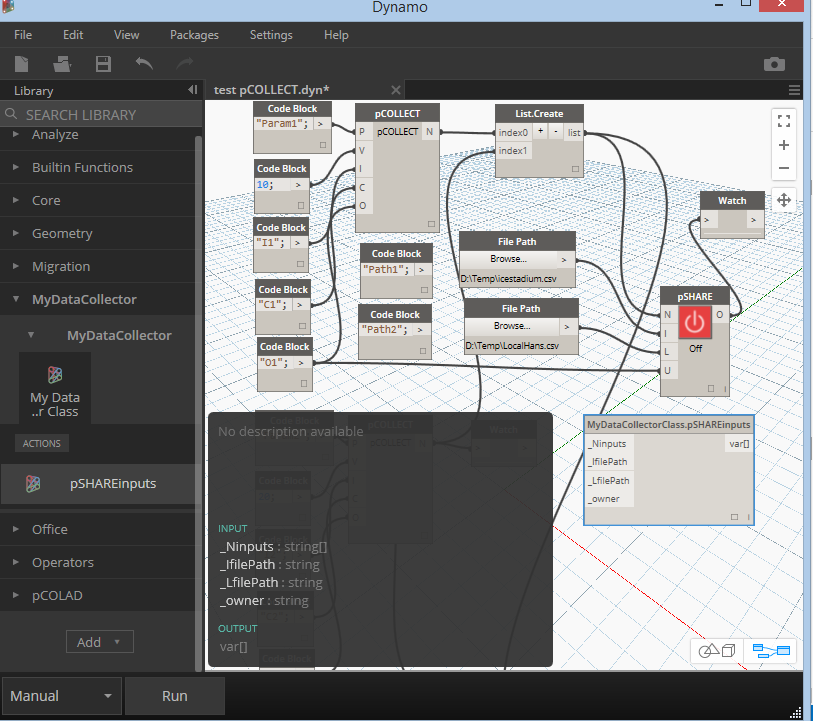 Dynamo
File Edit View Packages Settings Help
Library
test pCOLLECT.dyn*
SEARCH LIBRARY
Analyze
Builtin Functions
Core
Geometry
Migration
MyDataCollector
MyDataCollector
My Data
..r Class
ACTIONS
pSHAREinputs
Office
Operators
pCOLAD
Add
Manual
Run
Code Block
"Param1"; >
Code Block
10; >
Code Block
"I1"; >
Code Block
"C1"; >
Code Block
"O1"; >
pCOLLECT
P pCOLLECT N
V
I
C
O
Code Block
"Path1"; >
Code Block
"Path2"; >
List.Create
index0 + - list
index1
File Path
Browse... >
D:\Temp\icestadium.csv
File Path
Browse... >
D:\Temp\LocalHans.csv
Watch
> >
pSHARE
N O
I
L
U
Off
MyDataCollectorClass.pSHAREinputs
_Ninputs var[]
_IfilePath
_LfilePath
_owner
Code Block
pCOLLECT
Watch
No description available
INPUT
_Ninputs : string[]
_IfilePath : string
_LfilePath : string
_owner : string
OUTPUT
var[]